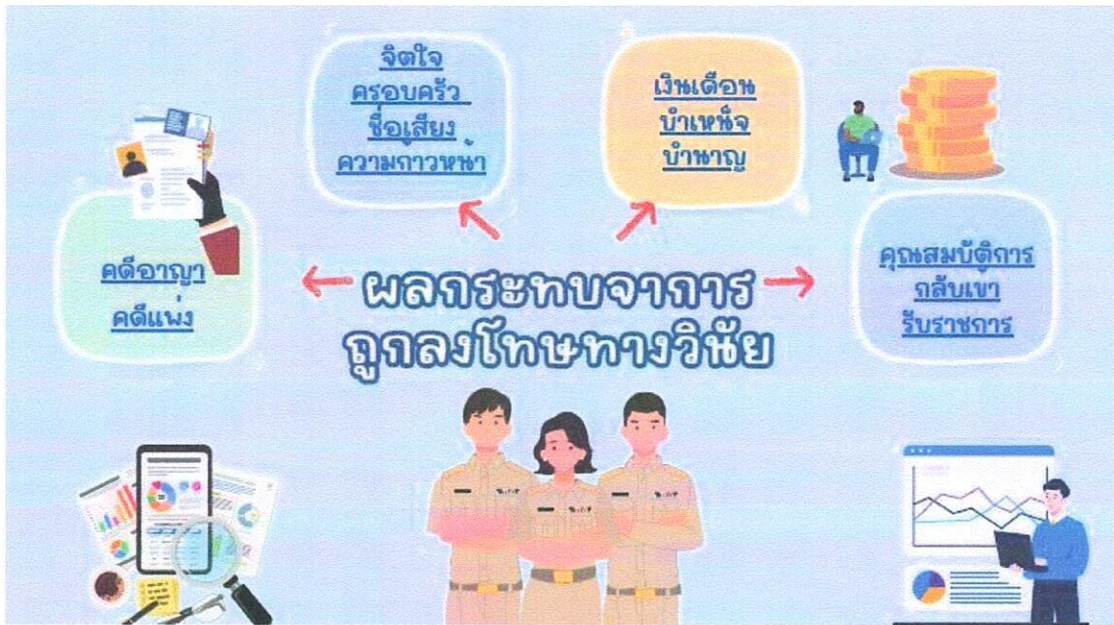 จิตใจ
ครอบครัว
ชื่อเสียง
ความกาวหน้า
เงินเดือน
บำเหน็จ
บำนาญ
คดีอาญา
คดีแพ่ง
ผลกระทบจาการ
ถูกลงโทษทางวินัย
คุณสมบัติการ
กลับเข้า
รับราชการ